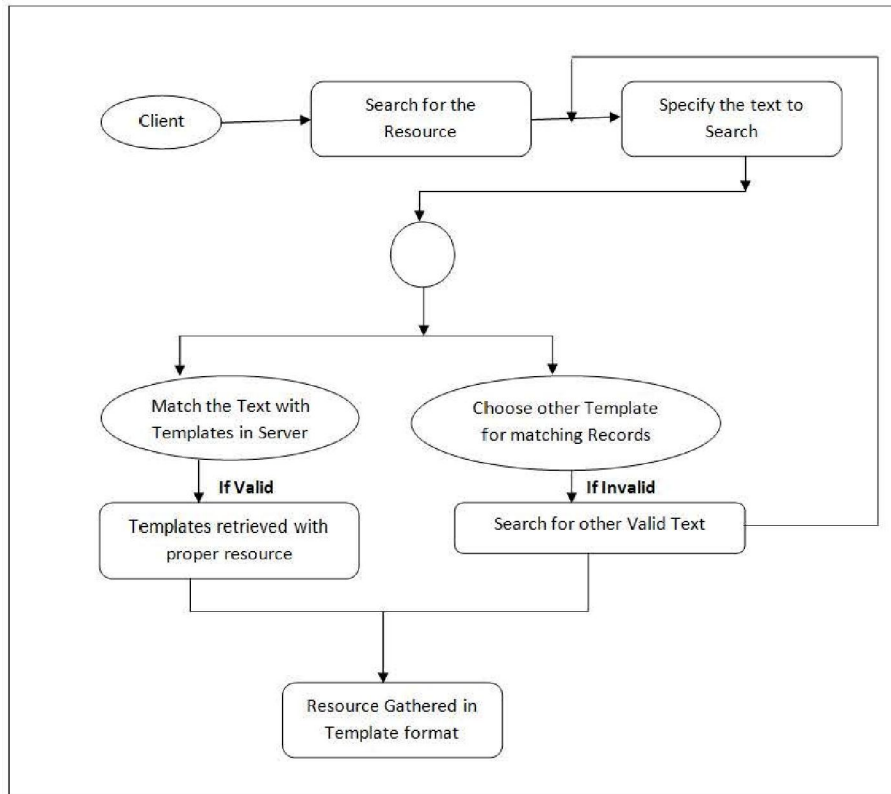 Client
Search for the
Resource
Specify the text to
Search
Match the Text with
Templates in Server
Choose other Template
for matching Records
If Valid
If Invalid
Templates retrieved with
proper resource
Search for other Valid Text
Resource Gathered in
Template format